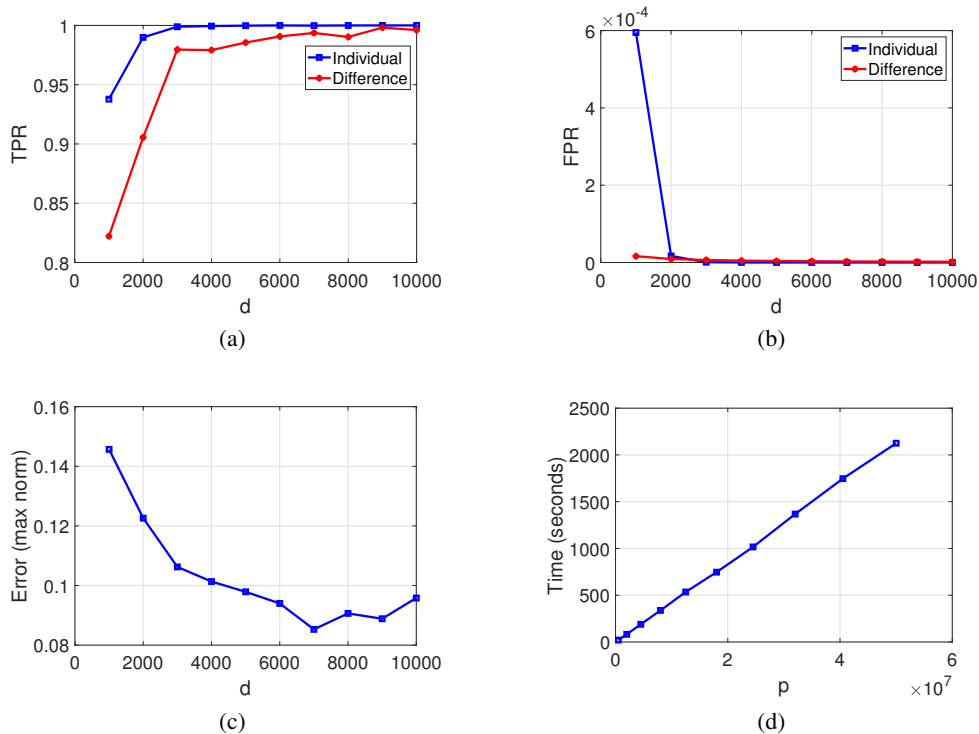 TPR
1
0.95
0.9
0.85
0.8
0 2000 4000 6000 8000 10000
d
Individual
Difference
(a)
×10⁻⁴
FPR
6
4
2
0
0 2000 4000 6000 8000 10000
d
Individual
Difference
(b)
Error (max norm)
0.16
0.14
0.12
0.1
0.08
0 2000 4000 6000 8000 10000
d
(c)
Time (seconds)
2500
2000
1500
1000
500
0
0 2 4 6
p
×10⁷
(d)